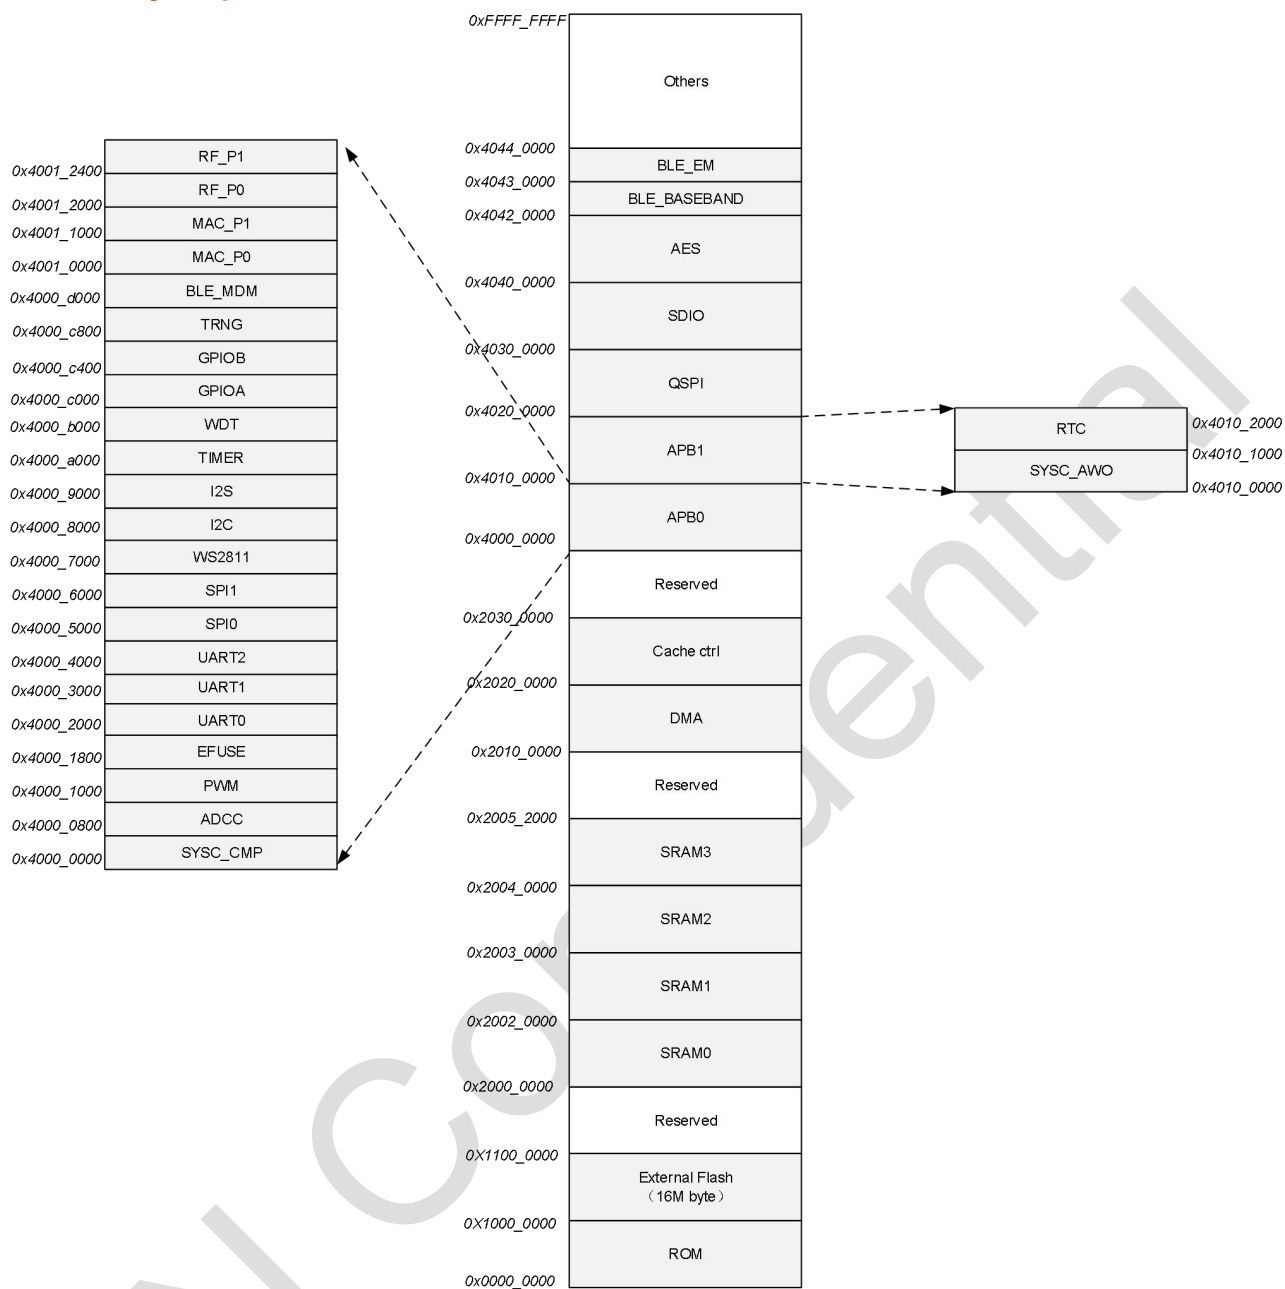 0xFFFF_FFFF
Others
0x4044_0000
BLE_EM
0x4043_0000
BLE_BASEBAND
0x4042_0000
AES
0x4040_0000
SDIO
0x4030_0000
QSPI
0x4020_0000
APB1
0x4010_0000
APB0
0x4000_0000
Reserved
0x2030_0000
Cache ctrl
0x2020_0000
DMA
0x2010_0000
Reserved
0x2005_2000
SRAM3
0x2004_0000
SRAM2
0x2003_0000
SRAM1
0x2002_0000
SRAM0
0x2000_0000
Reserved
0X1100_0000
External Flash
（16M byte）
0X1000_0000
ROM
0x0000_0000
RF_P1
0x4001_2400
RF_P0
0x4001_2000
MAC_P1
0x4001_1000
MAC_P0
0x4001_0000
BLE_MDM
0x4000_d000
TRNG
0x4000_c800
GPIOB
0x4000_c400
GPIOA
0x4000_c000
WDT
0x4000_b000
TIMER
0x4000_a000
I2S
0x4000_9000
I2C
0x4000_8000
WS2811
0x4000_7000
SPI1
0x4000_6000
SPI0
0x4000_5000
UART2
0x4000_4000
UART1
0x4000_3000
UART0
0x4000_2000
EFUSE
0x4000_1800
PWM
0x4000_1000
ADCC
0x4000_0800
SYSC_CMP
0x4000_0000
0x4010_2000
RTC
0x4010_1000
SYSC_AWO
0x4010_0000